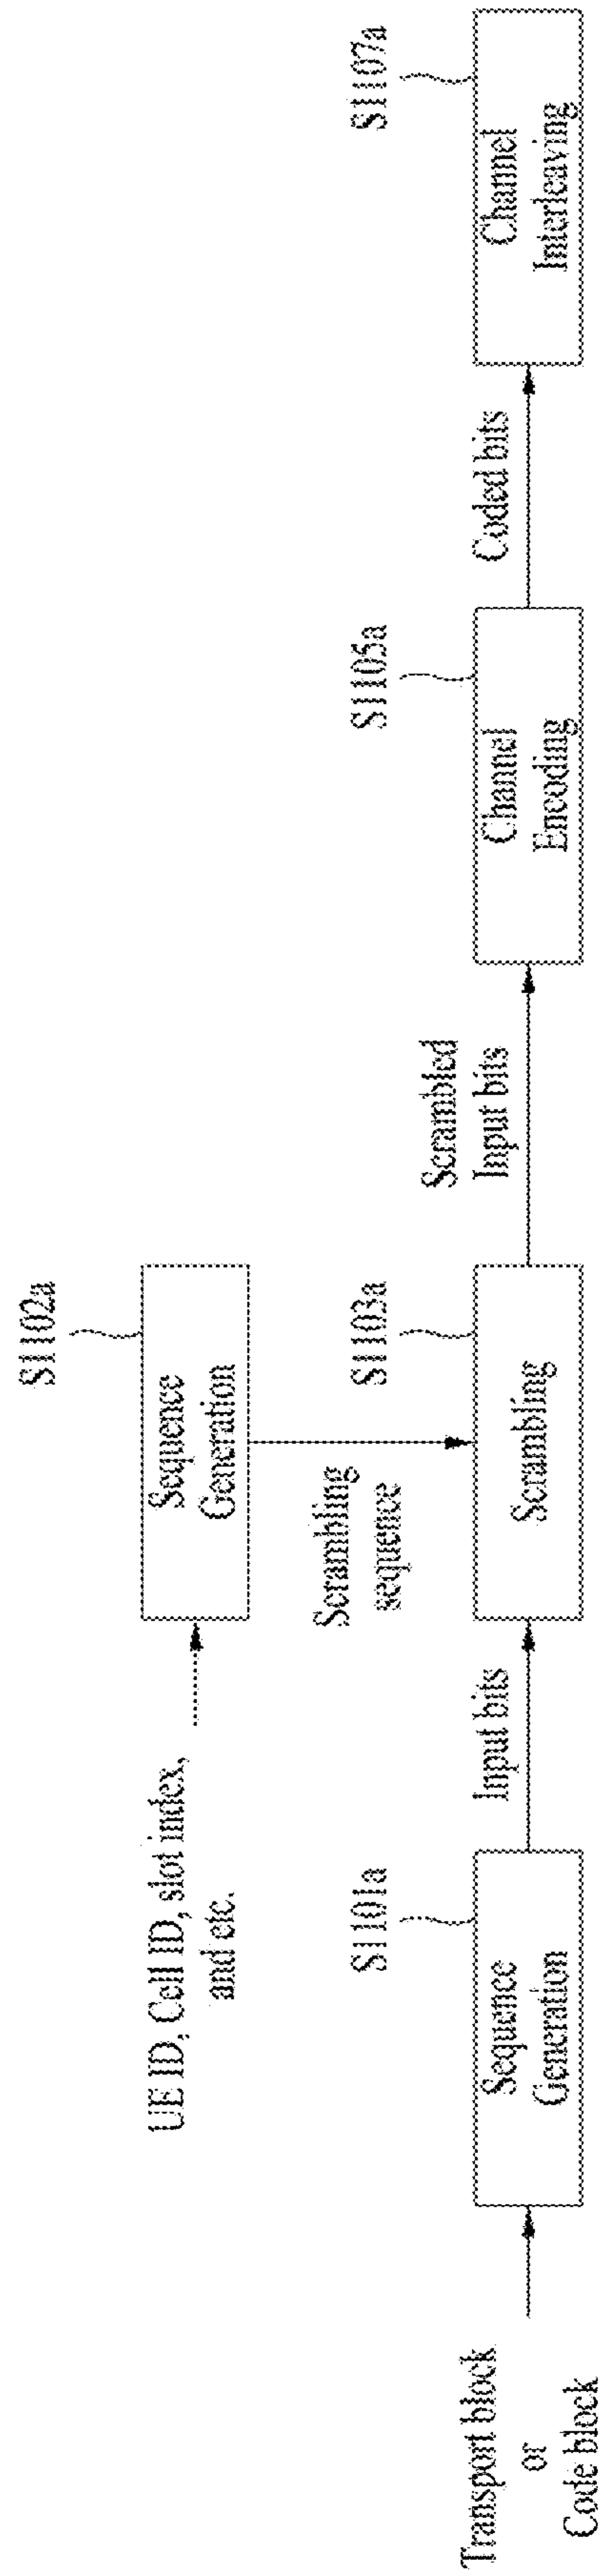 UE ID, Cell ID, slot index,
and etc.
S1102a
Sequence
Generation
Scrambling
sequence
Transport block
or
Code block
S1101a
Sequence
Generation
Input bits
S1103a
Scrambling
Scrambled
Input bits
S1105a
Channel
Encoding
Coded bits
S1107a
Channel
Interleaving